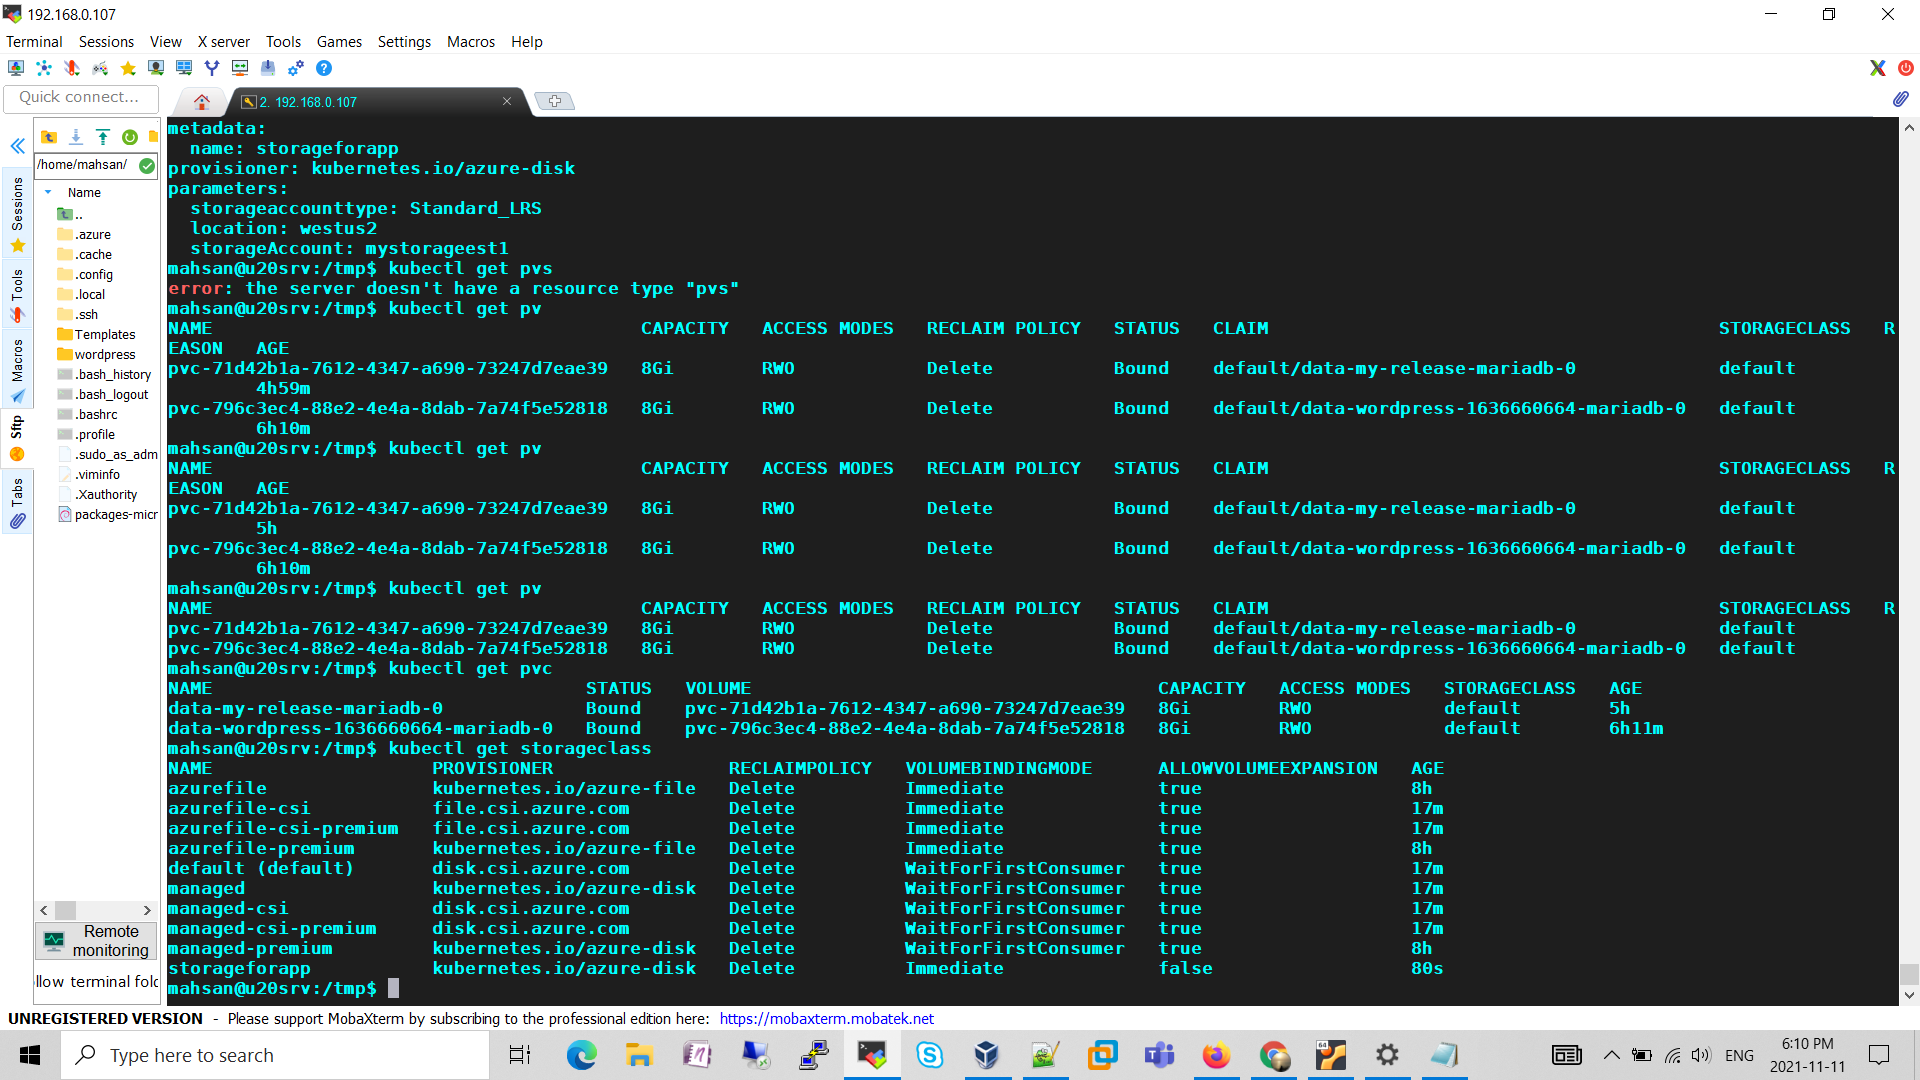 192.168.0.107
Terminal Sessions View X server Tools Games Settings Macros Help
Quick connect...
2. 192.168.0.107
/home/mahsan/
Name
..
.azure
.cache
.config
.local
.ssh
Templates
wordpress
.bash_history
.bash_logout
.bashrc
.profile
.sudo_as_adm
.viminfo
.Xauthority
packages-micr
Sessions
Tools
Macros
Sftp
Tabs
Remote
monitoring
llow terminal fold
metadata:
  name: storageforapp
provisioner: kubernetes.io/azure-disk
parameters:
  storageaccounttype: Standard_LRS
  location: westus2
  storageAccount: mystorageest1
mahsan@u20srv:/tmp$ kubectl get pvs
error: the server doesn't have a resource type "pvs"
mahsan@u20srv:/tmp$ kubectl get pv
NAME CAPACITY ACCESS MODES RECLAIM POLICY STATUS CLAIM STORAGECLASS R
EASON AGE
pvc-71d42b1a-7612-4347-a690-73247d7eae39 8Gi RWO Delete Bound default/data-my-release-mariadb-0 default
4h59m
pvc-796c3ec4-88e2-4e4a-8dab-7a74f5e52818 8Gi RWO Delete Bound default/data-wordpress-1636660664-mariadb-0 default
6h10m
mahsan@u20srv:/tmp$ kubectl get pv
NAME CAPACITY ACCESS MODES RECLAIM POLICY STATUS CLAIM STORAGECLASS R
EASON AGE
pvc-71d42b1a-7612-4347-a690-73247d7eae39 8Gi RWO Delete Bound default/data-my-release-mariadb-0 default
5h
pvc-796c3ec4-88e2-4e4a-8dab-7a74f5e52818 8Gi RWO Delete Bound default/data-wordpress-1636660664-mariadb-0 default
6h10m
mahsan@u20srv:/tmp$ kubectl get pv
NAME CAPACITY ACCESS MODES RECLAIM POLICY STATUS CLAIM STORAGECLASS R
pvc-71d42b1a-7612-4347-a690-73247d7eae39 8Gi RWO Delete Bound default/data-my-release-mariadb-0 default
pvc-796c3ec4-88e2-4e4a-8dab-7a74f5e52818 8Gi RWO Delete Bound default/data-wordpress-1636660664-mariadb-0 default
mahsan@u20srv:/tmp$ kubectl get pvc
NAME STATUS VOLUME CAPACITY ACCESS MODES STORAGECLASS AGE
data-my-release-mariadb-0 Bound pvc-71d42b1a-7612-4347-a690-73247d7eae39 8Gi RWO default 5h
data-wordpress-1636660664-mariadb-0 Bound pvc-796c3ec4-88e2-4e4a-8dab-7a74f5e52818 8Gi RWO default 6h11m
mahsan@u20srv:/tmp$ kubectl get storageclass
NAME PROVISIONER RECLAIMPOLICY VOLUMEBINDINGMODE ALLOWVOLUMEEXPANSION AGE
azurefile kubernetes.io/azure-file Delete Immediate true 8h
azurefile-csi file.csi.azure.com Delete Immediate true 17m
azurefile-csi-premium file.csi.azure.com Delete Immediate true 17m
azurefile-premium kubernetes.io/azure-file Delete Immediate true 8h
default (default) disk.csi.azure.com Delete WaitForFirstConsumer true 17m
managed kubernetes.io/azure-disk Delete WaitForFirstConsumer true 17m
managed-csi disk.csi.azure.com Delete WaitForFirstConsumer true 17m
managed-csi-premium disk.csi.azure.com Delete WaitForFirstConsumer true 17m
managed-premium kubernetes.io/azure-disk Delete WaitForFirstConsumer true 8h
storageforapp kubernetes.io/azure-disk Delete Immediate false 80s
mahsan@u20srv:/tmp$
UNREGISTERED VERSION - Please support MobaXterm by subscribing to the professional edition here: https://mobaxterm.mobatek.net
Type here to search
64
ENG
6:10 PM
2021-11-11